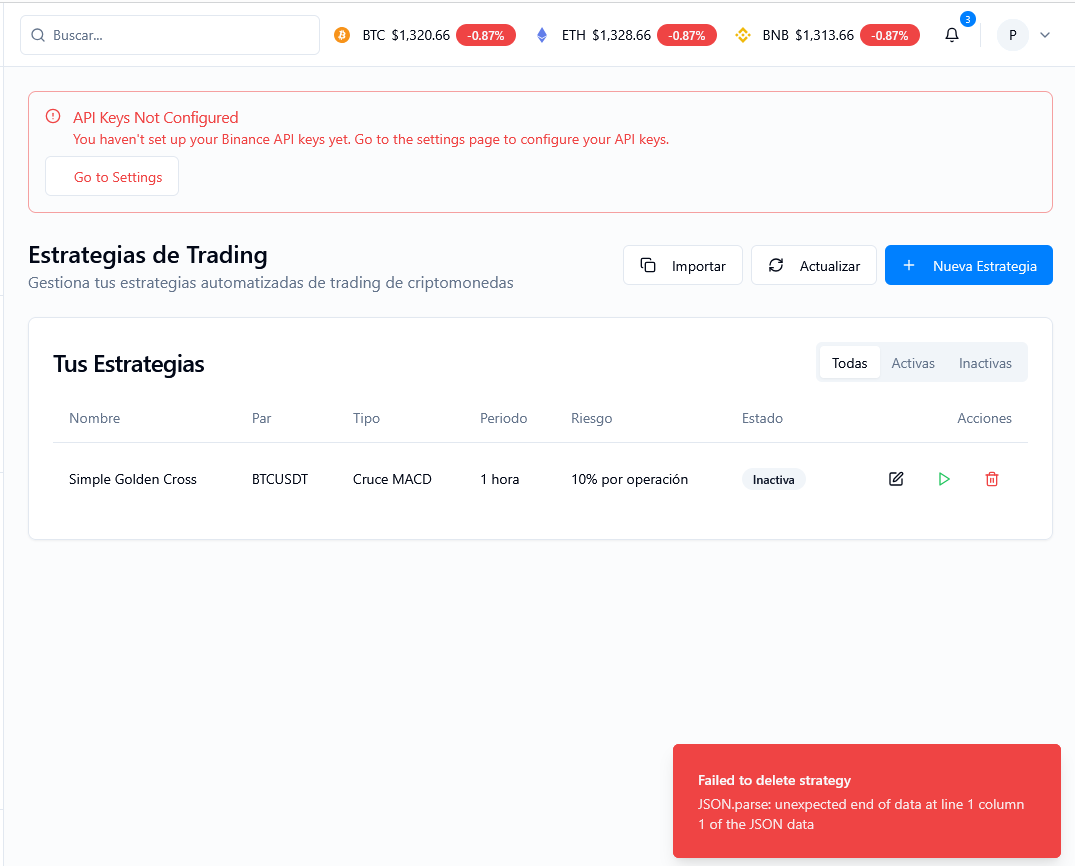 Buscar...
BTC $1,320.66 -0.87%
ETH $1,328.66 -0.87%
BNB $1,313.66 -0.87%
3
P
API Keys Not Configured
You haven't set up your Binance API keys yet. Go to the settings page to configure your API keys.
Go to Settings
Estrategias de Trading
Gestiona tus estrategias automatizadas de trading de criptomonedas
Importar
Actualizar
Nueva Estrategia
Tus Estrategias
Todas Activas Inactivas
Nombre Par Tipo Periodo Riesgo Estado Acciones
Simple Golden Cross BTCUSDT Cruce MACD 1 hora 10% por operación Inactiva
Failed to delete strategy
JSON.parse: unexpected end of data at line 1 column
1 of the JSON data